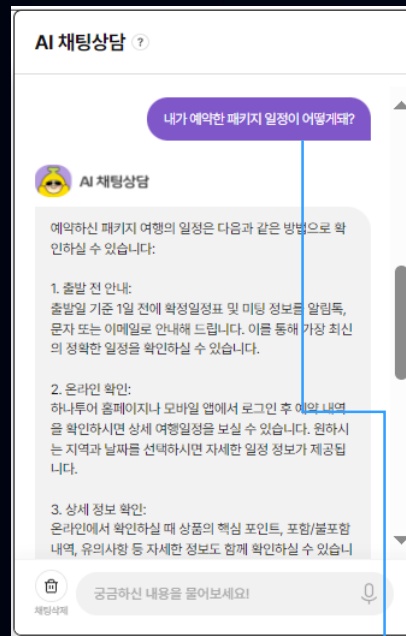 AI 채팅상담 ?
내가 예약한 패키지 일정이 어떻게돼?
AI 채팅상담
예약하신 패키지 여행의 일정은 다음과 같은 방법으로 확
인하실 수 있습니다:
1. 출발 전 안내:
출발일 기준 1일 전에 확정일정표 및 미팅 정보를 알림톡,
문자 또는 이메일로 안내해 드립니다. 이를 통해 가장 최신
의 정확한 일정을 확인하실 수 있습니다.
2. 온라인 확인:
하나투어 홈페이지나 모바일 앱에서 로그인 후 예약 내역
을 확인하시면 상세 여행일정을 보실 수 있습니다. 원하시
는 지역과 날짜를 선택하시면 자세한 일정 정보가 제공됩
니다.
3. 상세 정보 확인:
온라인에서 확인하실 때 상품의 핵심 포인트, 포함/불포함
내역, 유의사항 등 자세한 정보도 함께 확인하실 수 있습니
채팅삭제
궁금하신 내용을 물어보세요!